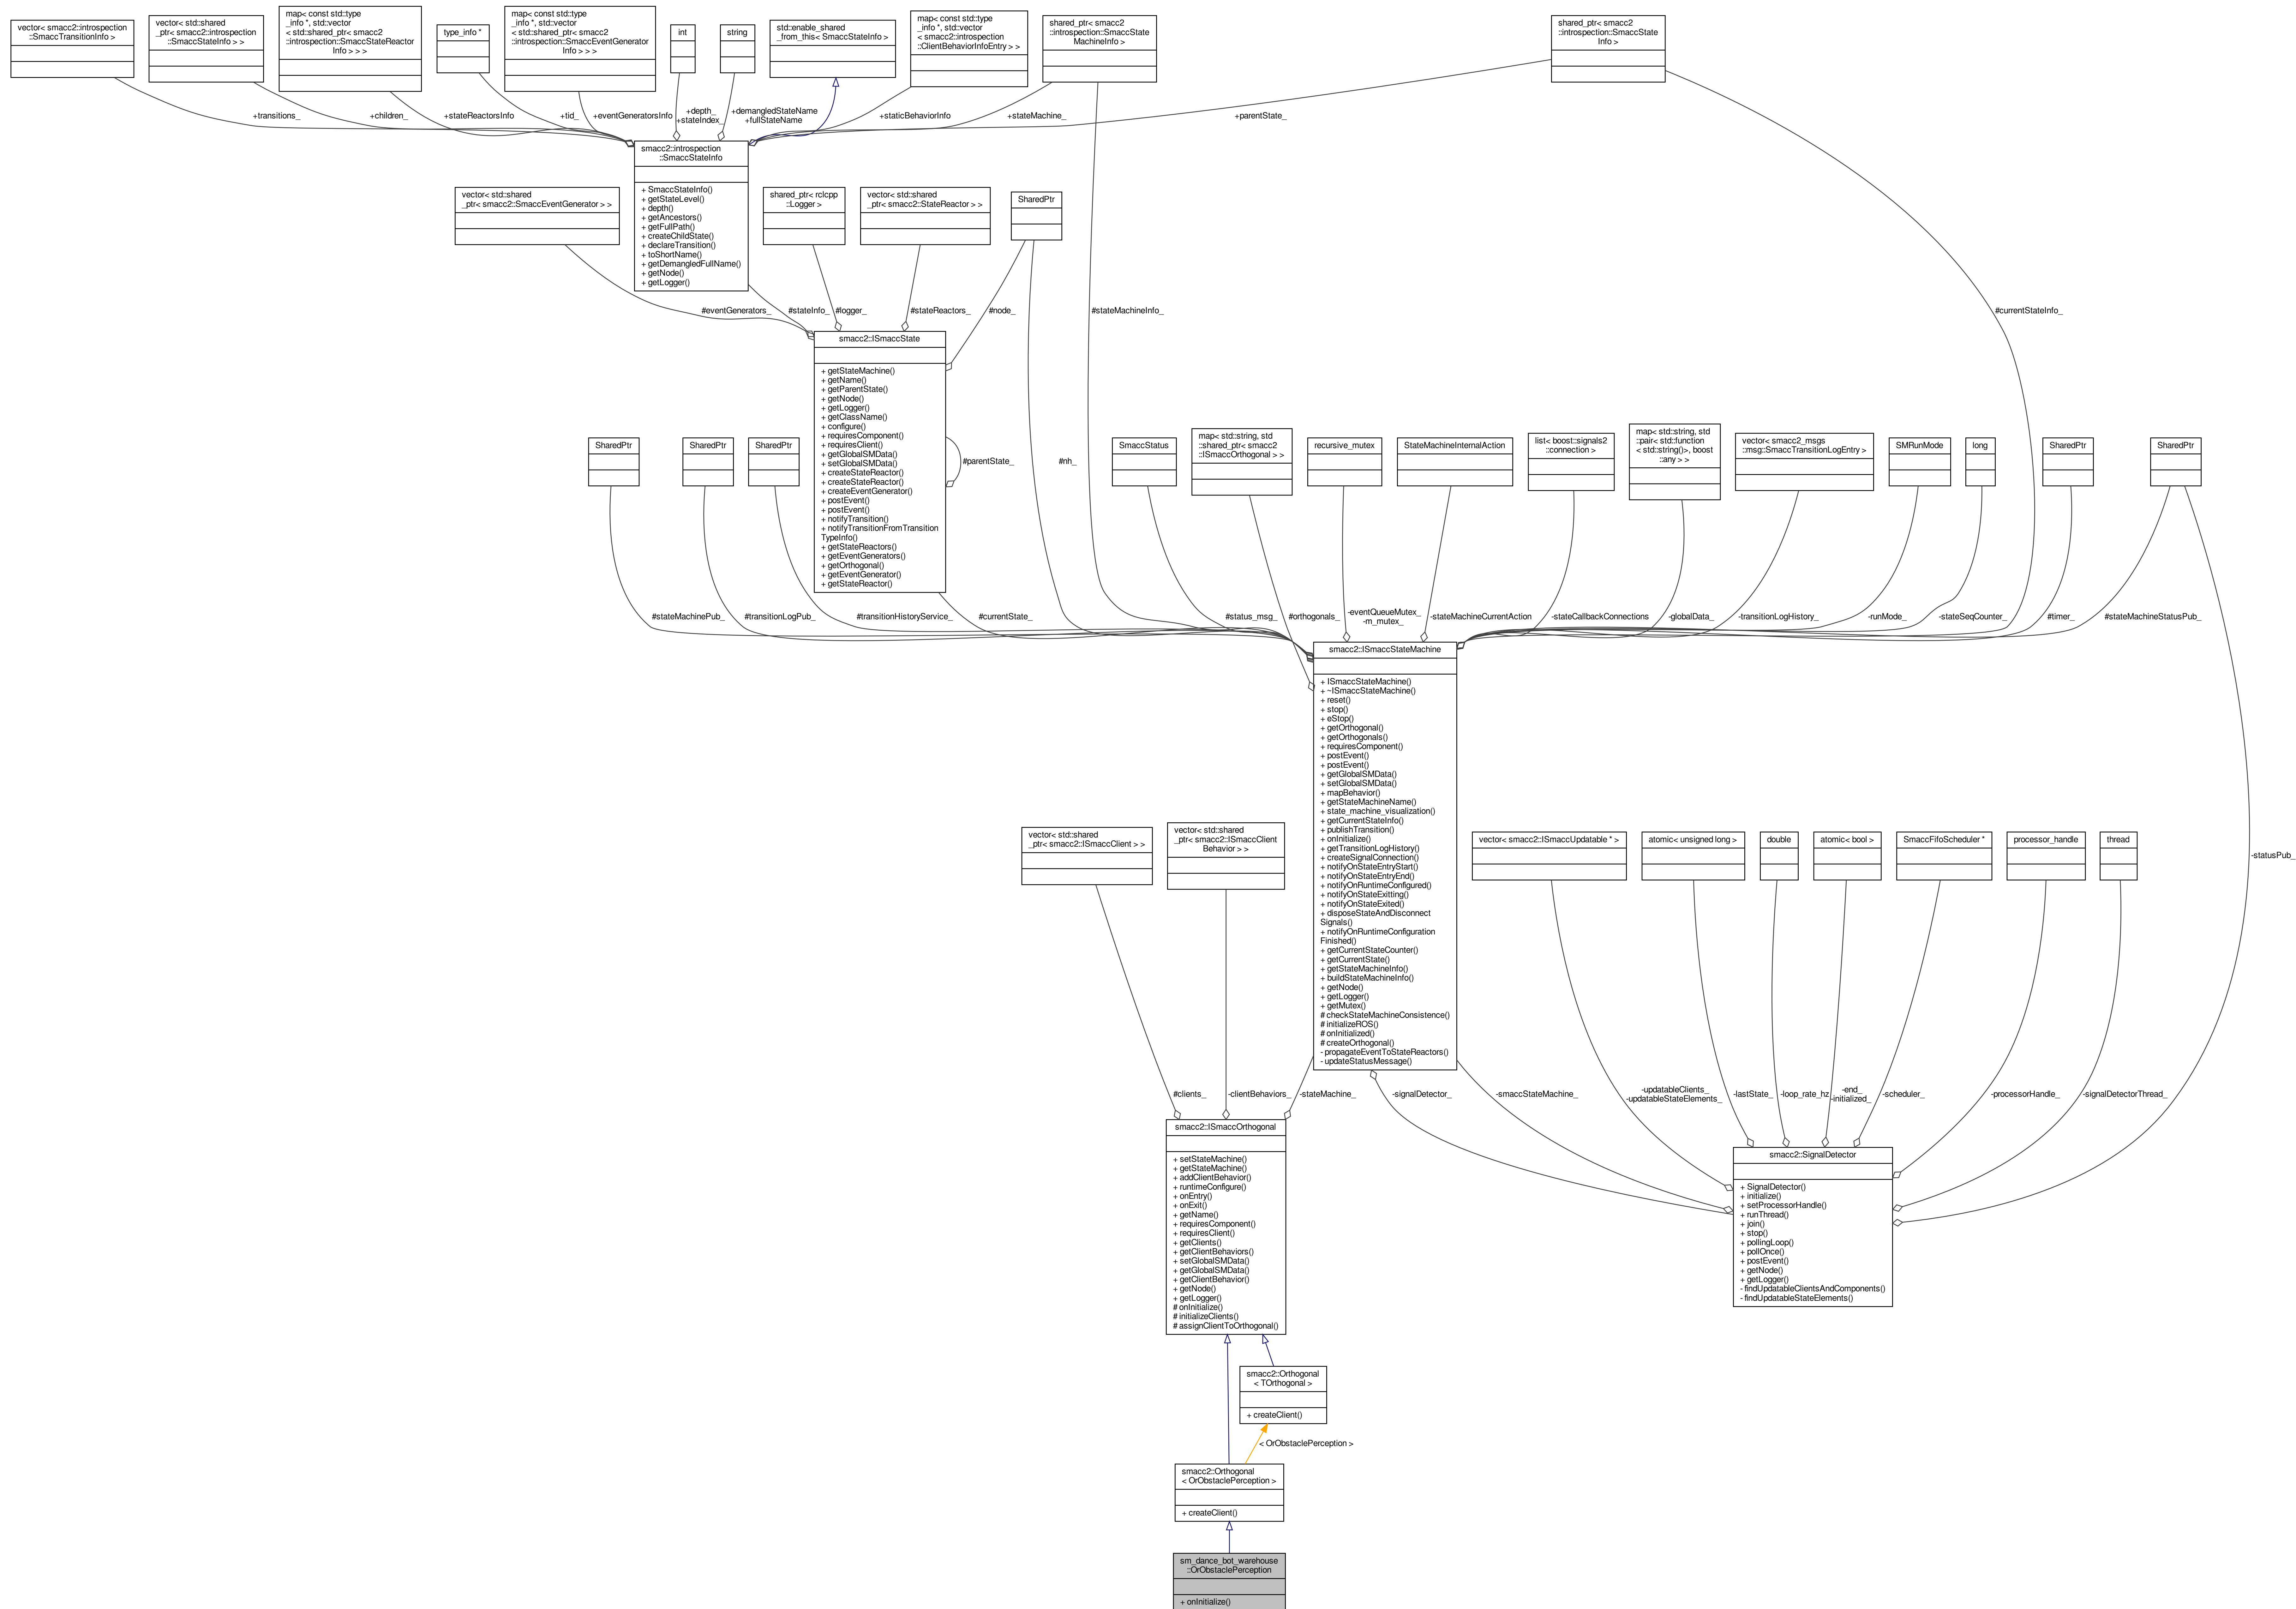 vector< smacc2::introspection
::SmaccTransitionInfo >
vector< std::shared
_ptr< smacc2::introspection
::SmaccStateInfo > >
map< const std::type
_info *, std::vector
< std::shared_ptr< smacc2
::introspection::SmaccStateReactor
Info > > >
type_info *
map< const std::type
_info *, std::vector
< std::shared_ptr< smacc2
::introspection::SmaccEventGenerator
Info > > >
int
string
std::enable_shared
_from_this< SmaccStateInfo >
map< const std::type
_info *, std::vector
< smacc2::introspection
::ClientBehaviorInfoEntry > >
shared_ptr< smacc2
::introspection::SmaccState
MachineInfo >
shared_ptr< smacc2
::introspection::SmaccState
Info >
+transitions_
+children_
+stateReactorsInfo
+tid_
+eventGeneratorsInfo
+depth_
+stateIndex_
+demangledStateName
+fullStateName
+staticBehaviorInfo
+stateMachine_
+parentState_
smacc2::introspection
::SmaccStateInfo
+ SmaccStateInfo()
+ getStateLevel()
+ depth()
+ getAncestors()
+ getFullPath()
+ createChildState()
+ declareTransition()
+ toShortName()
+ getDemangledFullName()
+ getNode()
+ getLogger()
vector< std::shared
_ptr< smacc2::SmaccEventGenerator > >
shared_ptr< rclcpp
::Logger >
vector< std::shared
_ptr< smacc2::StateReactor > >
SharedPtr
#eventGenerators_
#stateInfo_
#logger_
#stateReactors_
#node_
#stateMachineInfo_
#currentStateInfo_
smacc2::ISmaccState
+ getStateMachine()
+ getName()
+ getParentState()
+ getNode()
+ getLogger()
+ getClassName()
+ configure()
+ requiresComponent()
+ requiresClient()
+ getGlobalSMData()
+ setGlobalSMData()
+ createStateReactor()
+ createStateReactor()
+ createEventGenerator()
+ postEvent()
+ postEvent()
+ notifyTransition()
+ notifyTransitionFromTransition
TypeInfo()
+ getStateReactors()
+ getEventGenerators()
+ getOrthogonal()
+ getEventGenerator()
+ getStateReactor()
#parentState_
#nh_
SharedPtr
SharedPtr
SharedPtr
SmaccStatus
map< std::string, std
::shared_ptr< smacc2
::ISmaccOrthogonal > >
recursive_mutex
StateMachineInternalAction
list< boost::signals2
::connection >
map< std::string, std
::pair< std::function
< std::string()>, boost
::any > >
vector< smacc2_msgs
::msg::SmaccTransitionLogEntry >
SMRunMode
long
SharedPtr
SharedPtr
#stateMachinePub_
#transitionLogPub_
#transitionHistoryService_
#currentState_
#status_msg_
#orthogonals_
-eventQueueMutex_
-m_mutex_
-stateMachineCurrentAction
-stateCallbackConnections
-globalData_
-transitionLogHistory_
-runMode_
-stateSeqCounter_
#timer_
#stateMachineStatusPub_
smacc2::ISmaccStateMachine
+ ISmaccStateMachine()
+ ~ISmaccStateMachine()
+ reset()
+ stop()
+ eStop()
+ getOrthogonal()
+ getOrthogonals()
+ requiresComponent()
+ postEvent()
+ postEvent()
+ getGlobalSMData()
+ setGlobalSMData()
+ mapBehavior()
+ getStateMachineName()
+ state_machine_visualization()
+ getCurrentStateInfo()
+ publishTransition()
+ onInitialize()
+ getTransitionLogHistory()
+ createSignalConnection()
+ notifyOnStateEntryStart()
+ notifyOnStateEntryEnd()
+ notifyOnRuntimeConfigured()
+ notifyOnStateExitting()
+ notifyOnStateExited()
+ disposeStateAndDisconnect
Signals()
+ notifyOnRuntimeConfiguration
Finished()
+ getCurrentStateCounter()
+ getCurrentState()
+ getStateMachineInfo()
+ buildStateMachineInfo()
+ getNode()
+ getLogger()
+ getMutex()
# checkStateMachineConsistence()
# initializeROS()
# onInitialized()
# createOrthogonal()
- propagateEventToStateReactors()
- updateStatusMessage()
vector< std::shared
_ptr< smacc2::ISmaccClient > >
vector< std::shared
_ptr< smacc2::ISmaccClient
Behavior > >
vector< smacc2::ISmaccUpdatable * >
atomic< unsigned long >
double
atomic< bool >
SmaccFifoScheduler *
processor_handle
thread
-statusPub_
#clients_
-clientBehaviors_
-stateMachine_
-signalDetector_
-smaccStateMachine_
-updatableClients_
-updatableStateElements_
-lastState_
-loop_rate_hz
-end_
-initialized_
-scheduler_
-processorHandle_
-signalDetectorThread_
smacc2::ISmaccOrthogonal
+ setStateMachine()
+ getStateMachine()
+ addClientBehavior()
+ runtimeConfigure()
+ onEntry()
+ onExit()
+ getName()
+ requiresComponent()
+ requiresClient()
+ getClients()
+ getClientBehaviors()
+ setGlobalSMData()
+ getGlobalSMData()
+ getClientBehavior()
+ getNode()
+ getLogger()
# onInitialize()
# initializeClients()
# assignClientToOrthogonal()
smacc2::SignalDetector
+ SignalDetector()
+ initialize()
+ setProcessorHandle()
+ runThread()
+ join()
+ stop()
+ pollingLoop()
+ pollOnce()
+ postEvent()
+ getNode()
+ getLogger()
- findUpdatableClientsAndComponents()
- findUpdatableStateElements()
smacc2::Orthogonal
< TOrthogonal >
+ createClient()
< OrObstaclePerception >
smacc2::Orthogonal
< OrObstaclePerception >
+ createClient()
sm_dance_bot_warehouse
::OrObstaclePerception
+ onInitialize()